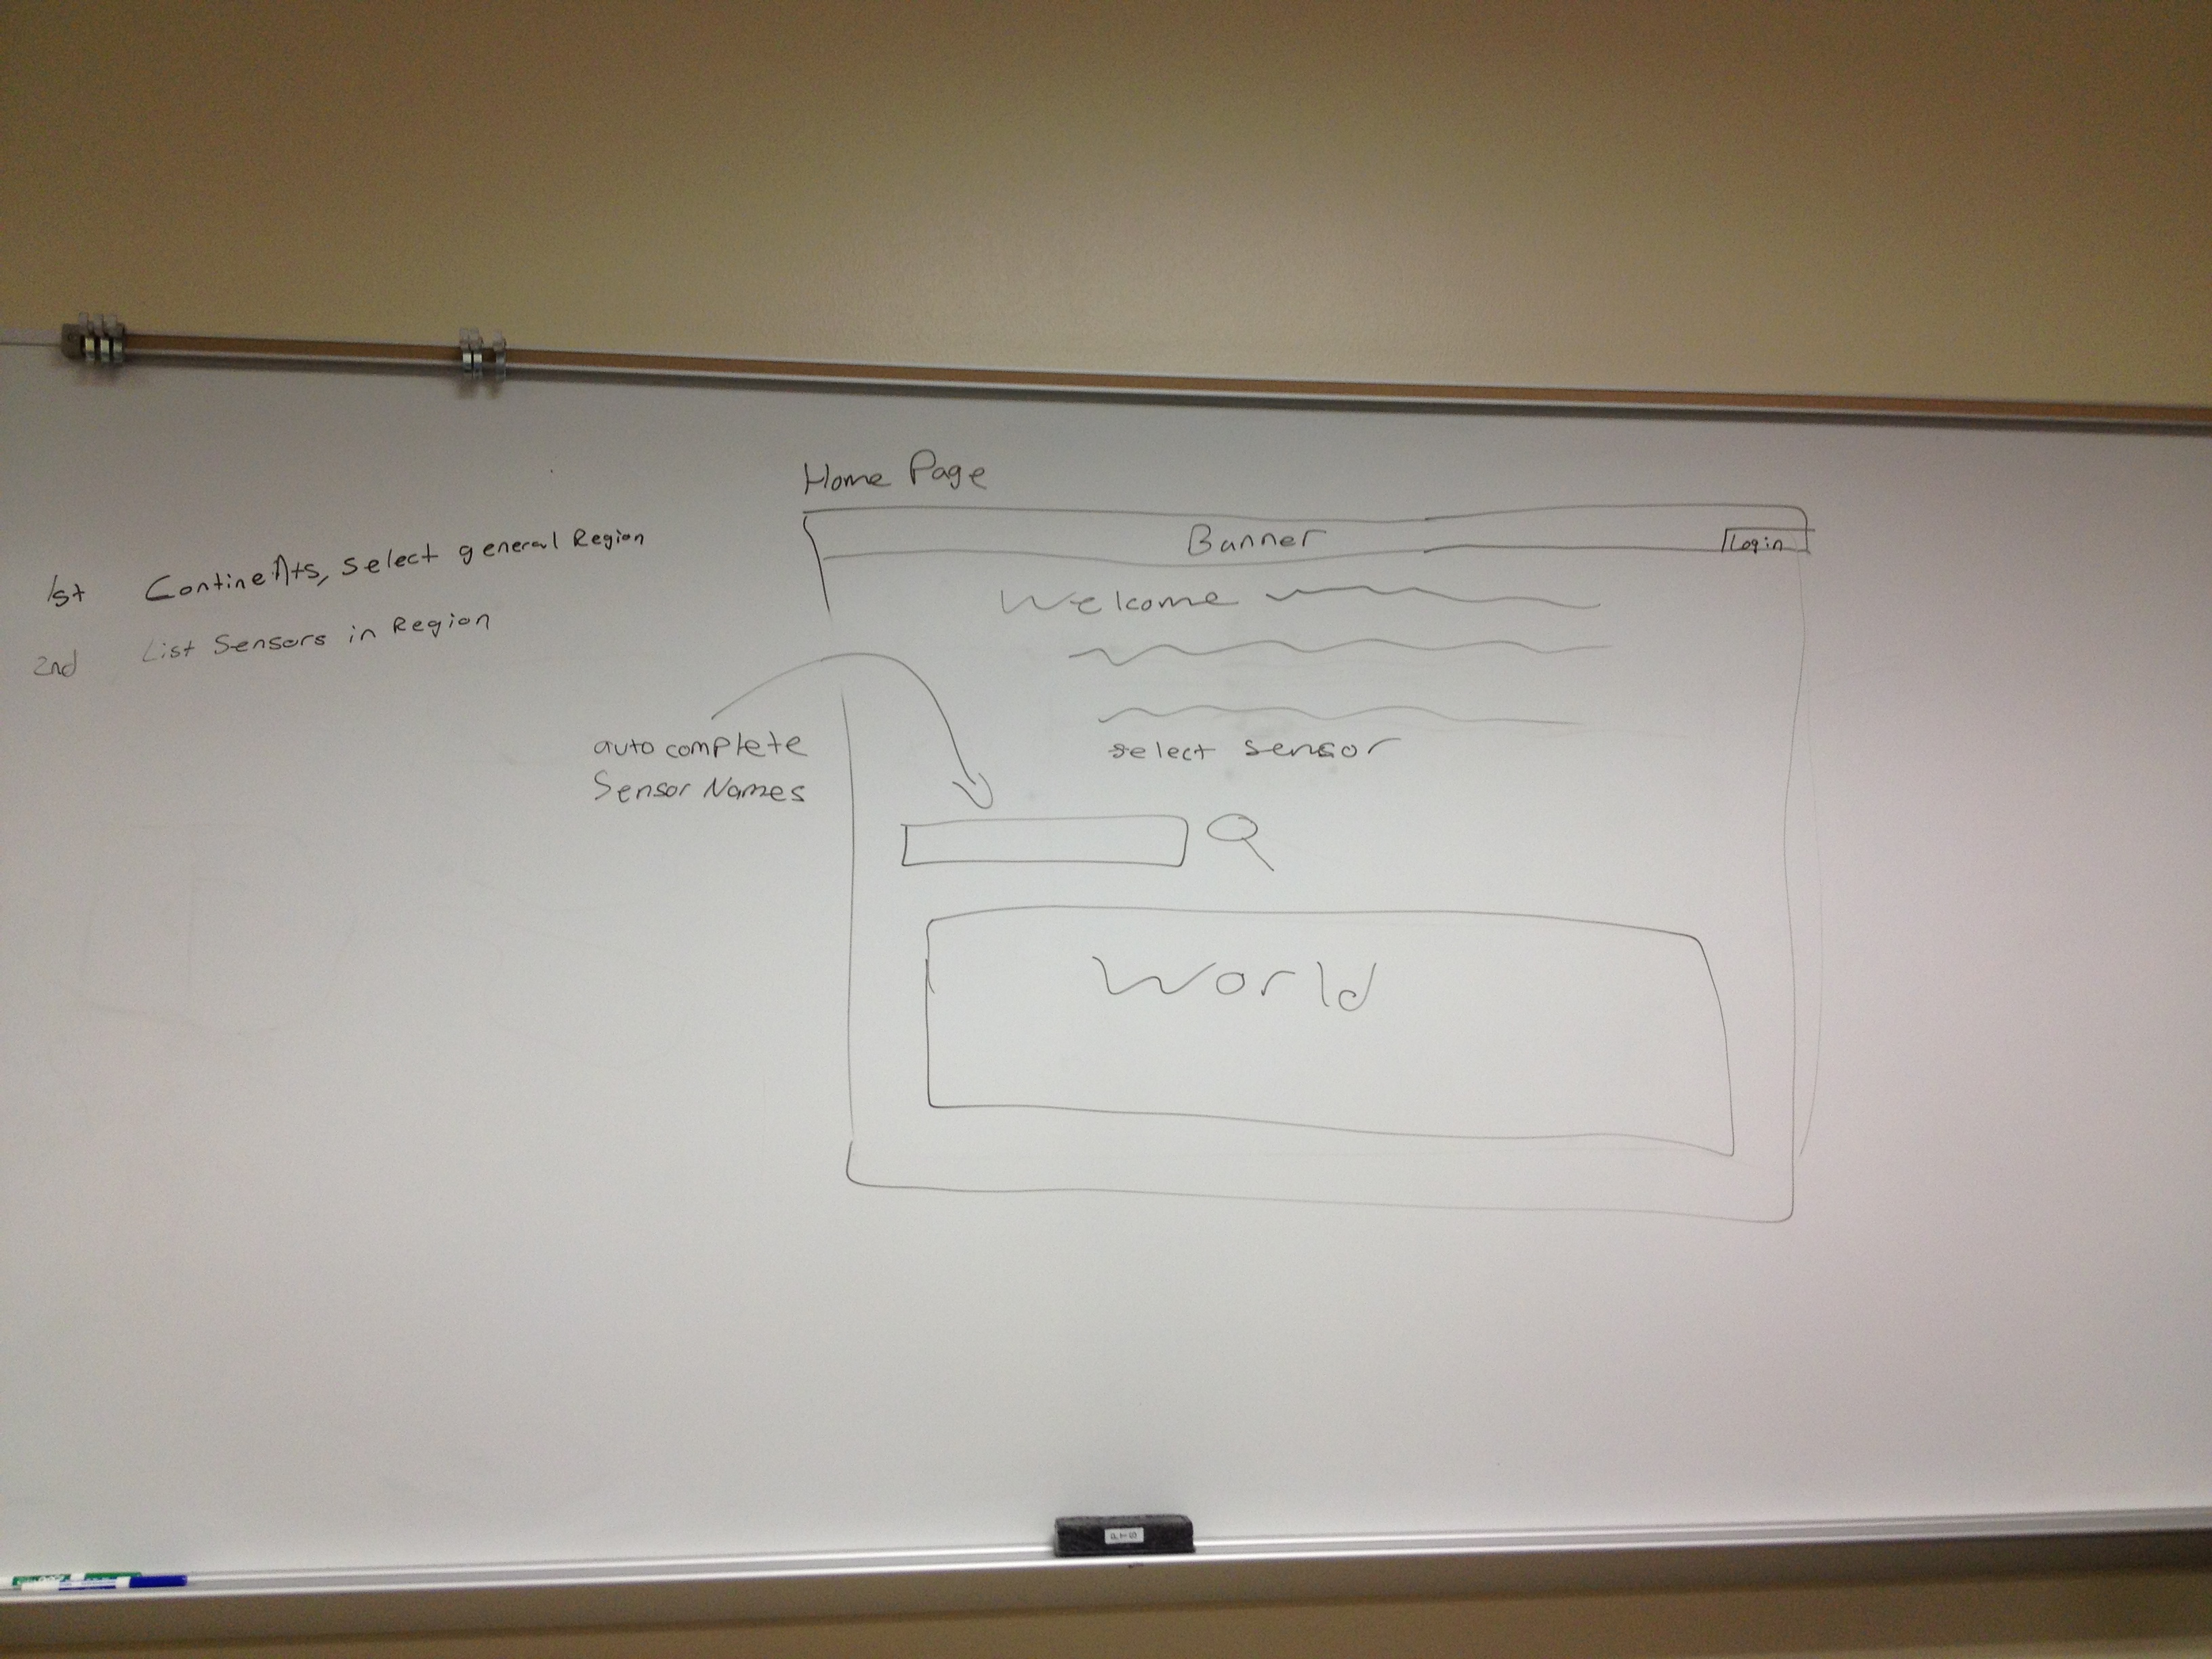 Home Page
Banner
Login
1st Continents, select general Region
2nd List Sensors in Region
Welcome
auto complete
Sensor Names
select sensor
World